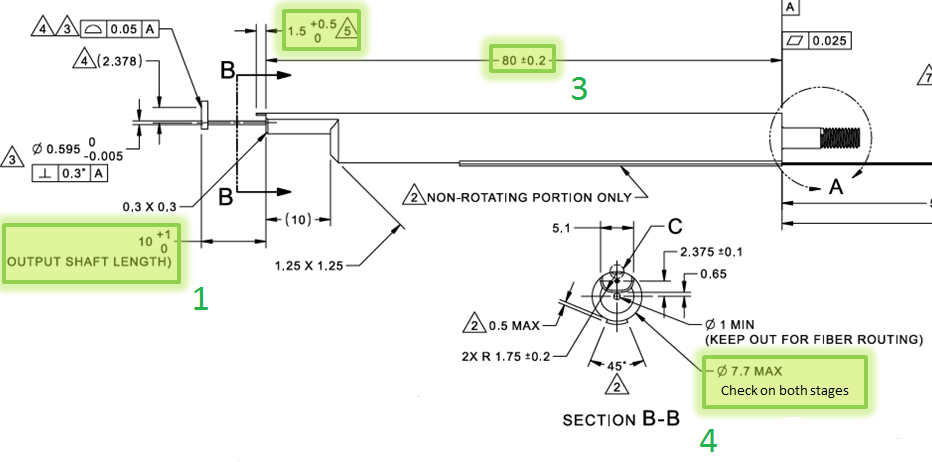 A
4 3 ⌓ 0.05 A
1.5 +0.5 0 5
⏥ 0.025
4 (2.378)
B
80 ±0.2
7
3
Ø 0.595 0 -0.005
3
⊥ 0.3° A
B
A
2 NON-ROTATING PORTION ONLY
0.3 X 0.3
(10)
5.1
C
10 +1 0
OUTPUT SHAFT LENGTH)
1.25 X 1.25
2.375 ±0.1
0.65
1
2 0.5 MAX
Ø 1 MIN
(KEEP OUT FOR FIBER ROUTING)
2X R 1.75 ±0.2
45°
2
Ø 7.7 MAX
Check on both stages
SECTION B-B
4